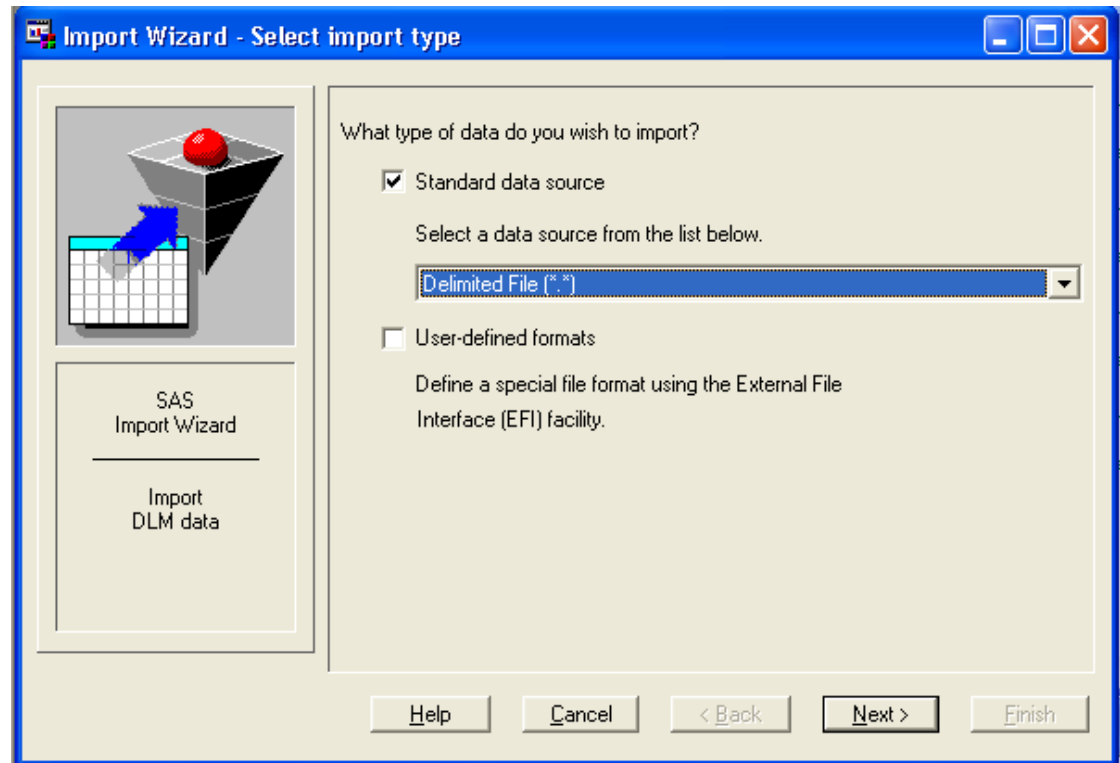 Import Wizard - Select import type
What type of data do you wish to import?
Standard data source
Select a data source from the list below.
Delimited File (*.*)
User-defined formats
Define a special file format using the External File
Interface (EFI) facility.
SAS
Import Wizard
Import
DLM data
Help
Cancel
< Back
Next >
Finish